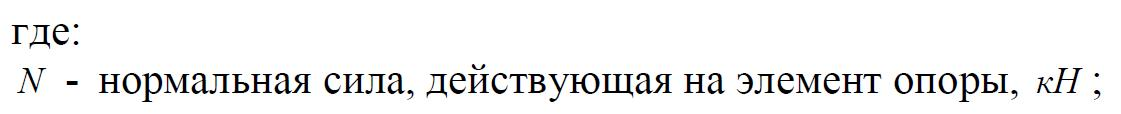 где:
N - нормальная сила, действующая на элемент опоры, кН ;